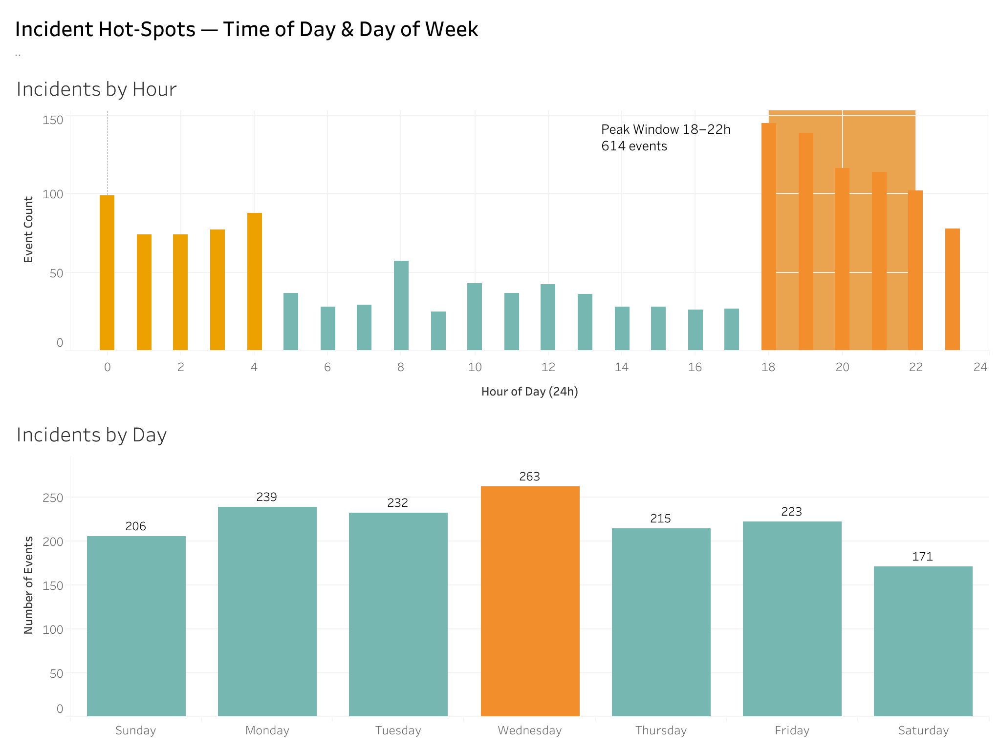 Incident Hot-Spots — Time of Day & Day of Week
..
Incidents by Hour
150
100
50
0
Event Count
Peak Window 18–22h
614 events
0 2 4 6 8 10 12 14 16 18 20 22 24
Hour of Day (24h)
Incidents by Day
250
200
150
100
50
0
Number of Events
206 239 232 263 215 223 171
Sunday Monday Tuesday Wednesday Thursday Friday Saturday